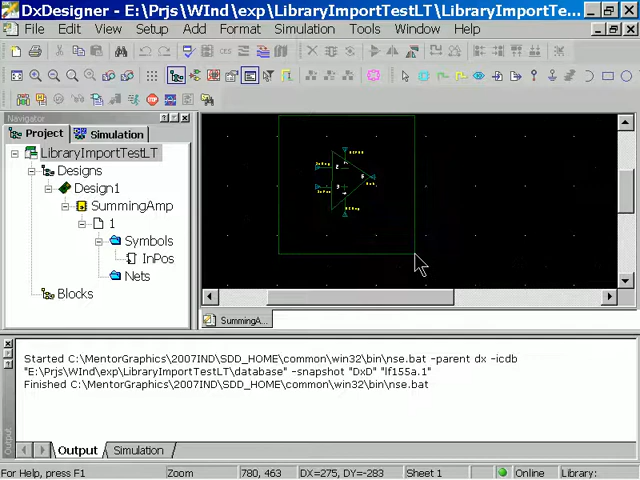 DxDesigner - E:\Prjs\WInd\exp\LibraryImportTestLT\LibraryImportTe...
File Edit View Setup Add Format Simulation Tools Window Help
Navigator
Project Simulation
LibraryImportTestLT
Designs
Design1
SummingAmp
1
Symbols
InPos
Nets
Blocks
SummingA...
Started C:\MentorGraphics\2007IND\SDD_HOME\common\win32\bin\nse.bat -parent dx -icdb
"E:\Prjs\WInd\exp\LibraryImportTestLT\database" -snapshot "DxD" "lf155a.1"
Finished C:\MentorGraphics\2007IND\SDD_HOME\common\win32\bin\nse.bat
Output
Output Simulation
For Help, press F1 Zoom 780, 463 DX=275, DY=-283 Sheet 1 Online Library: